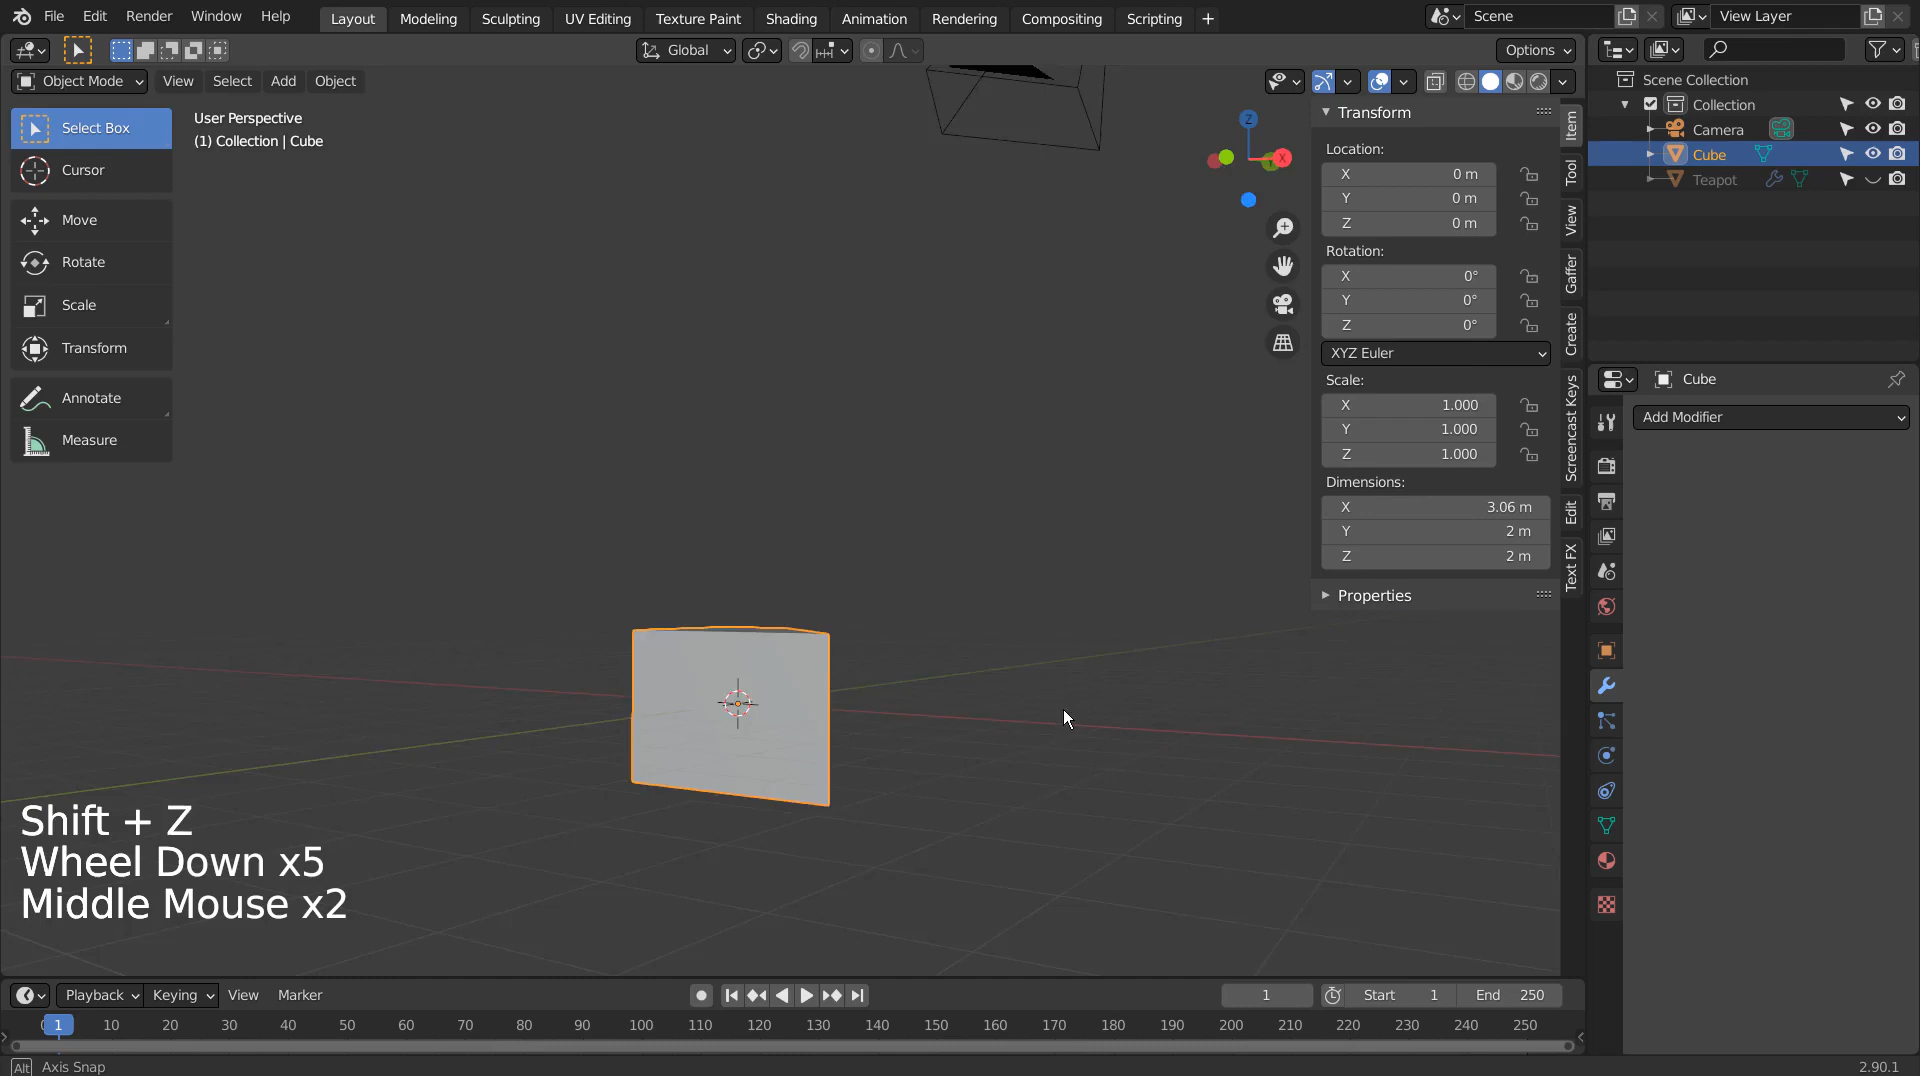 File Edit Render Window Help Layout Modeling Sculpting UV Editing Texture Paint Shading Animation Rendering Compositing Scripting + Scene View Layer
Global Options
Object Mode View Select Add Object
Select Box
Cursor
Move
Rotate
Scale
Transform
Annotate
Measure
User Perspective
(1) Collection | Cube
Z
X
Transform
Location:
X 0 m
Y 0 m
Z 0 m
Rotation:
X 0°
Y 0°
Z 0°
XYZ Euler
Scale:
X 1.000
Y 1.000
Z 1.000
Dimensions:
X 3.06 m
Y 2 m
Z 2 m
Properties
Item
Tool
View
Gaffer
Create
Screencast Keys
Edit
Text FX
Scene Collection
Collection
Camera
Cube
Teapot
Cube
Add Modifier
Shift + Z
Wheel Down x5
Middle Mouse x2
Playback Keying View Marker 1 Start 1 End 250
1 10 20 30 40 50 60 70 80 90 100 110 120 130 140 150 160 170 180 190 200 210 220 230 240 250
Alt Axis Snap 2.90.1